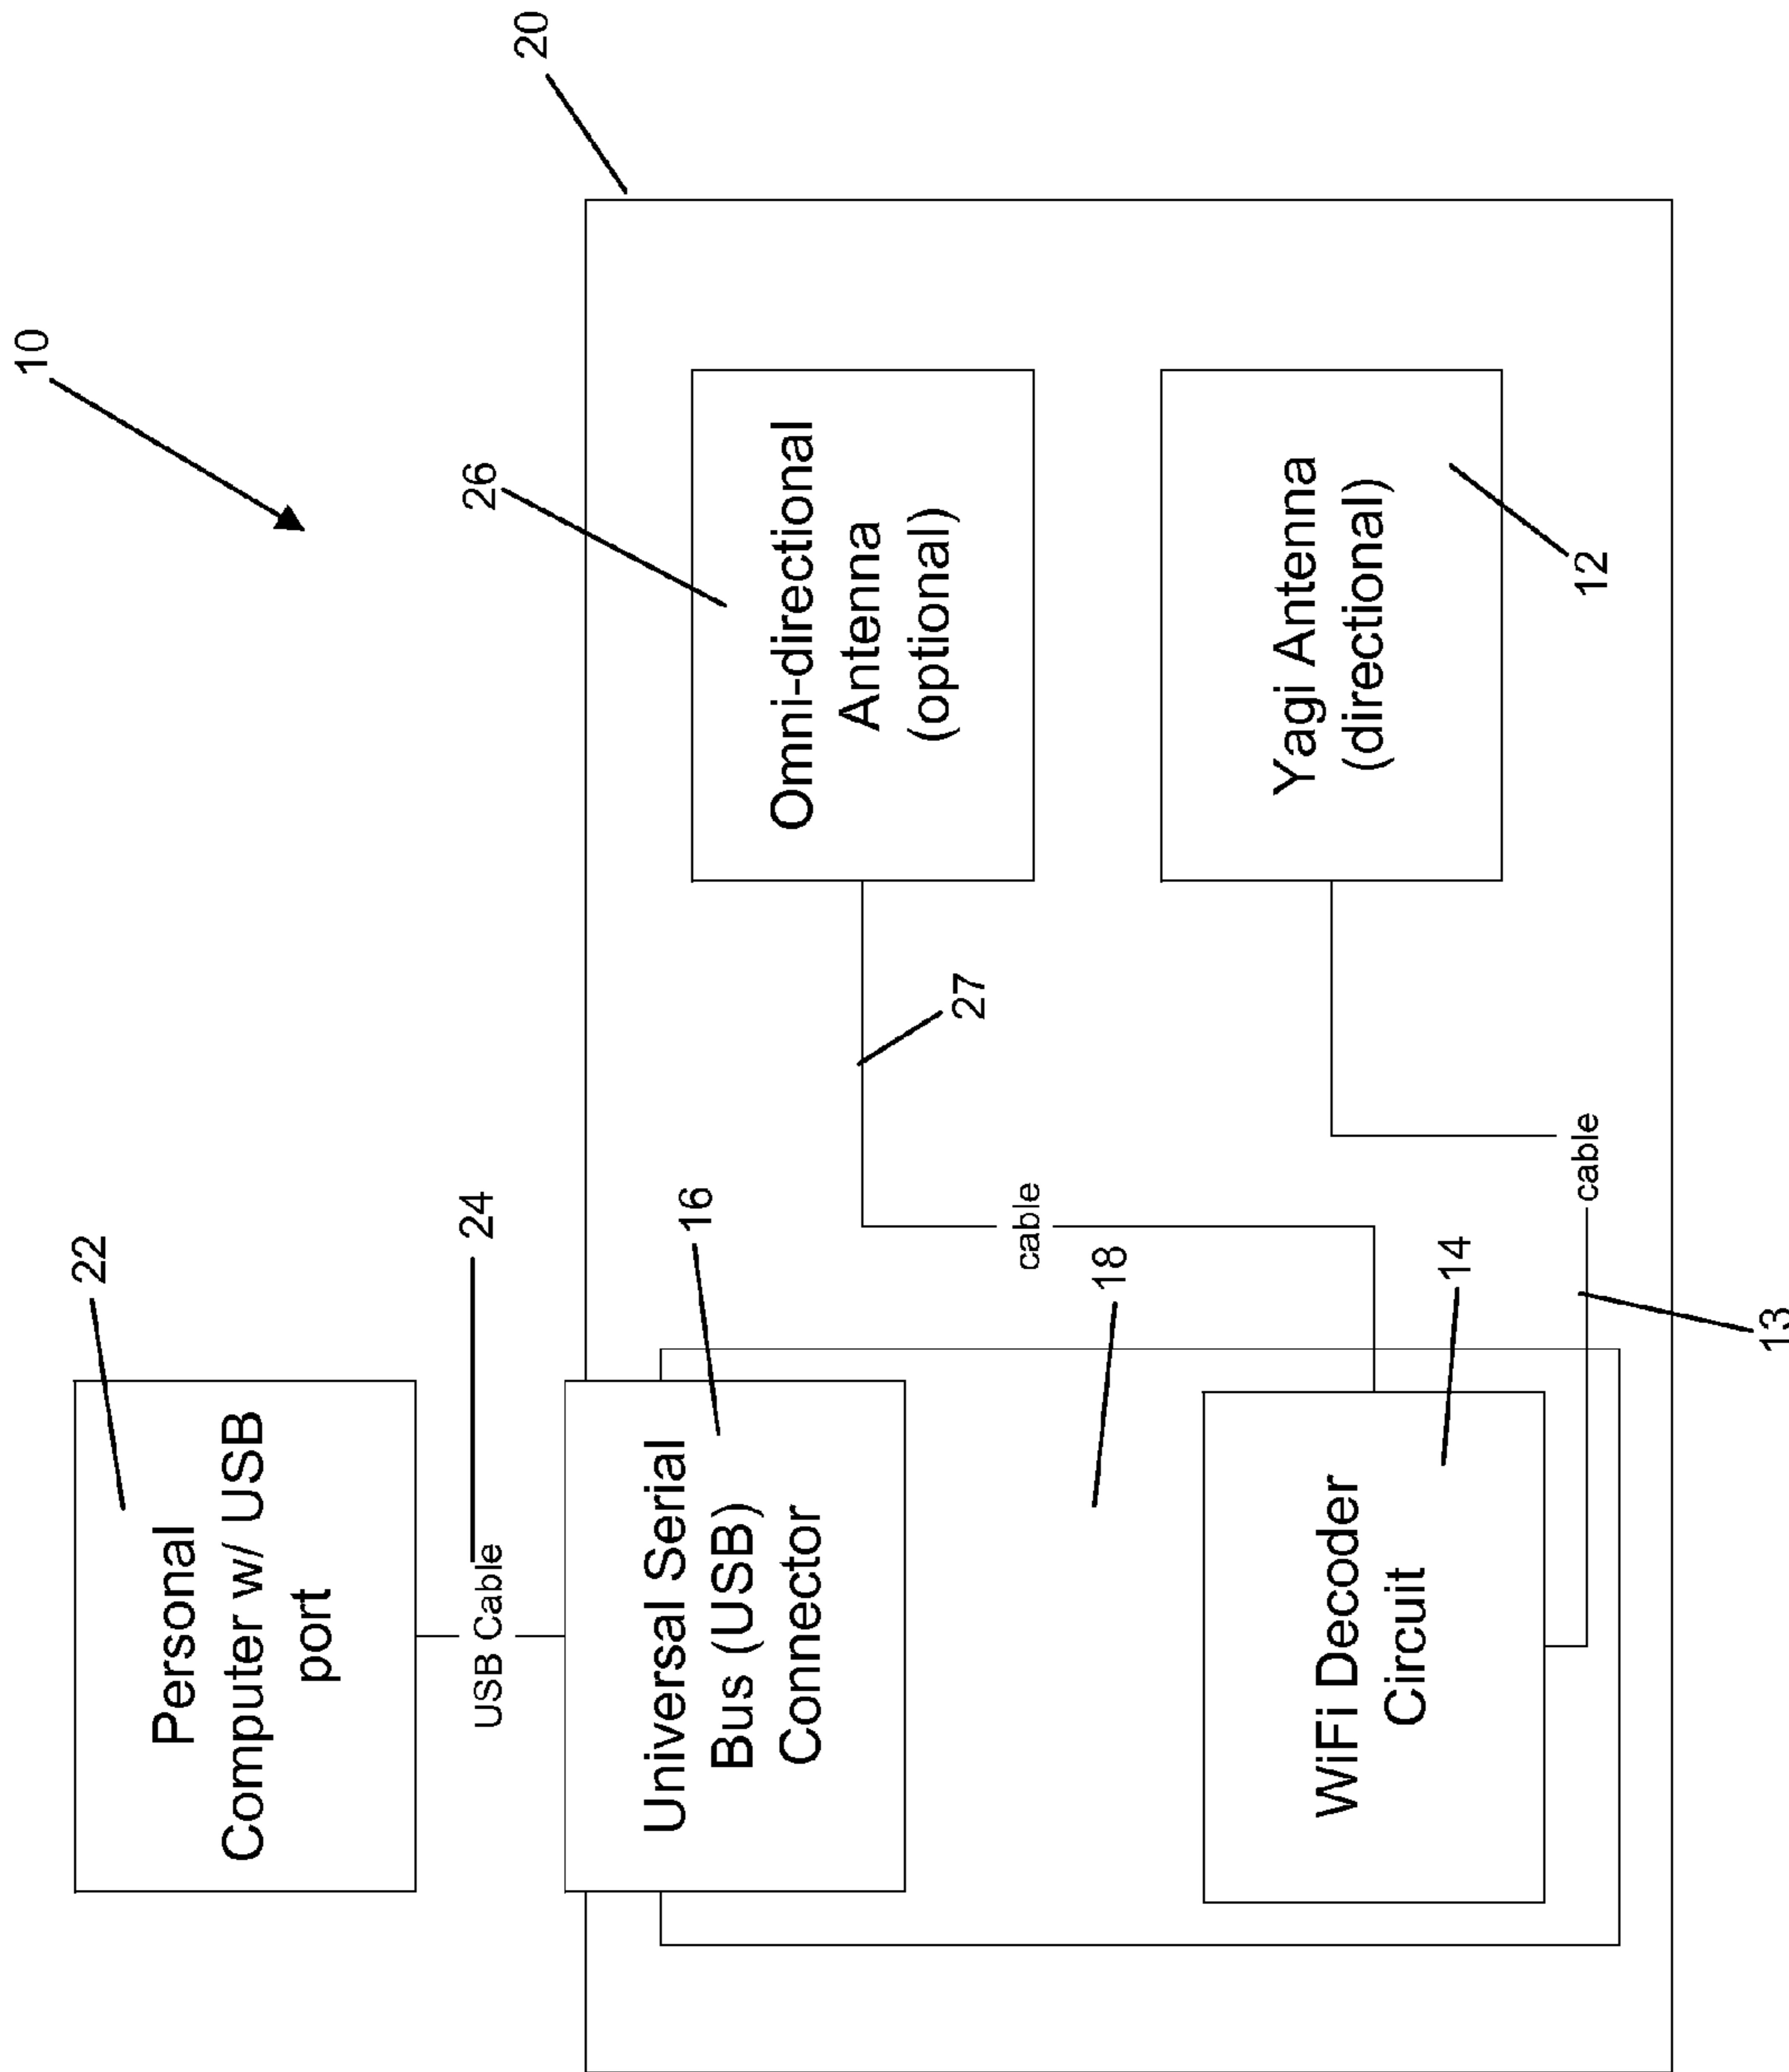 10
20
22
Personal
Computer w/ USB
port
24
USB Cable
16
Universal Serial
Bus (USB)
Connector
26
Omni-directional
Antenna
(optional)
27
cable
18
14
WiFi Decoder
Circuit
Yagi Antenna
(directional)
12
cable
13